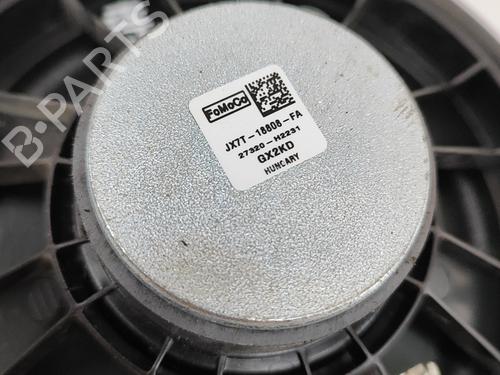 B-PARTS
FoMoCo
JX7T-18808-FA
27320-H2231
GX2KD
HUNGARY